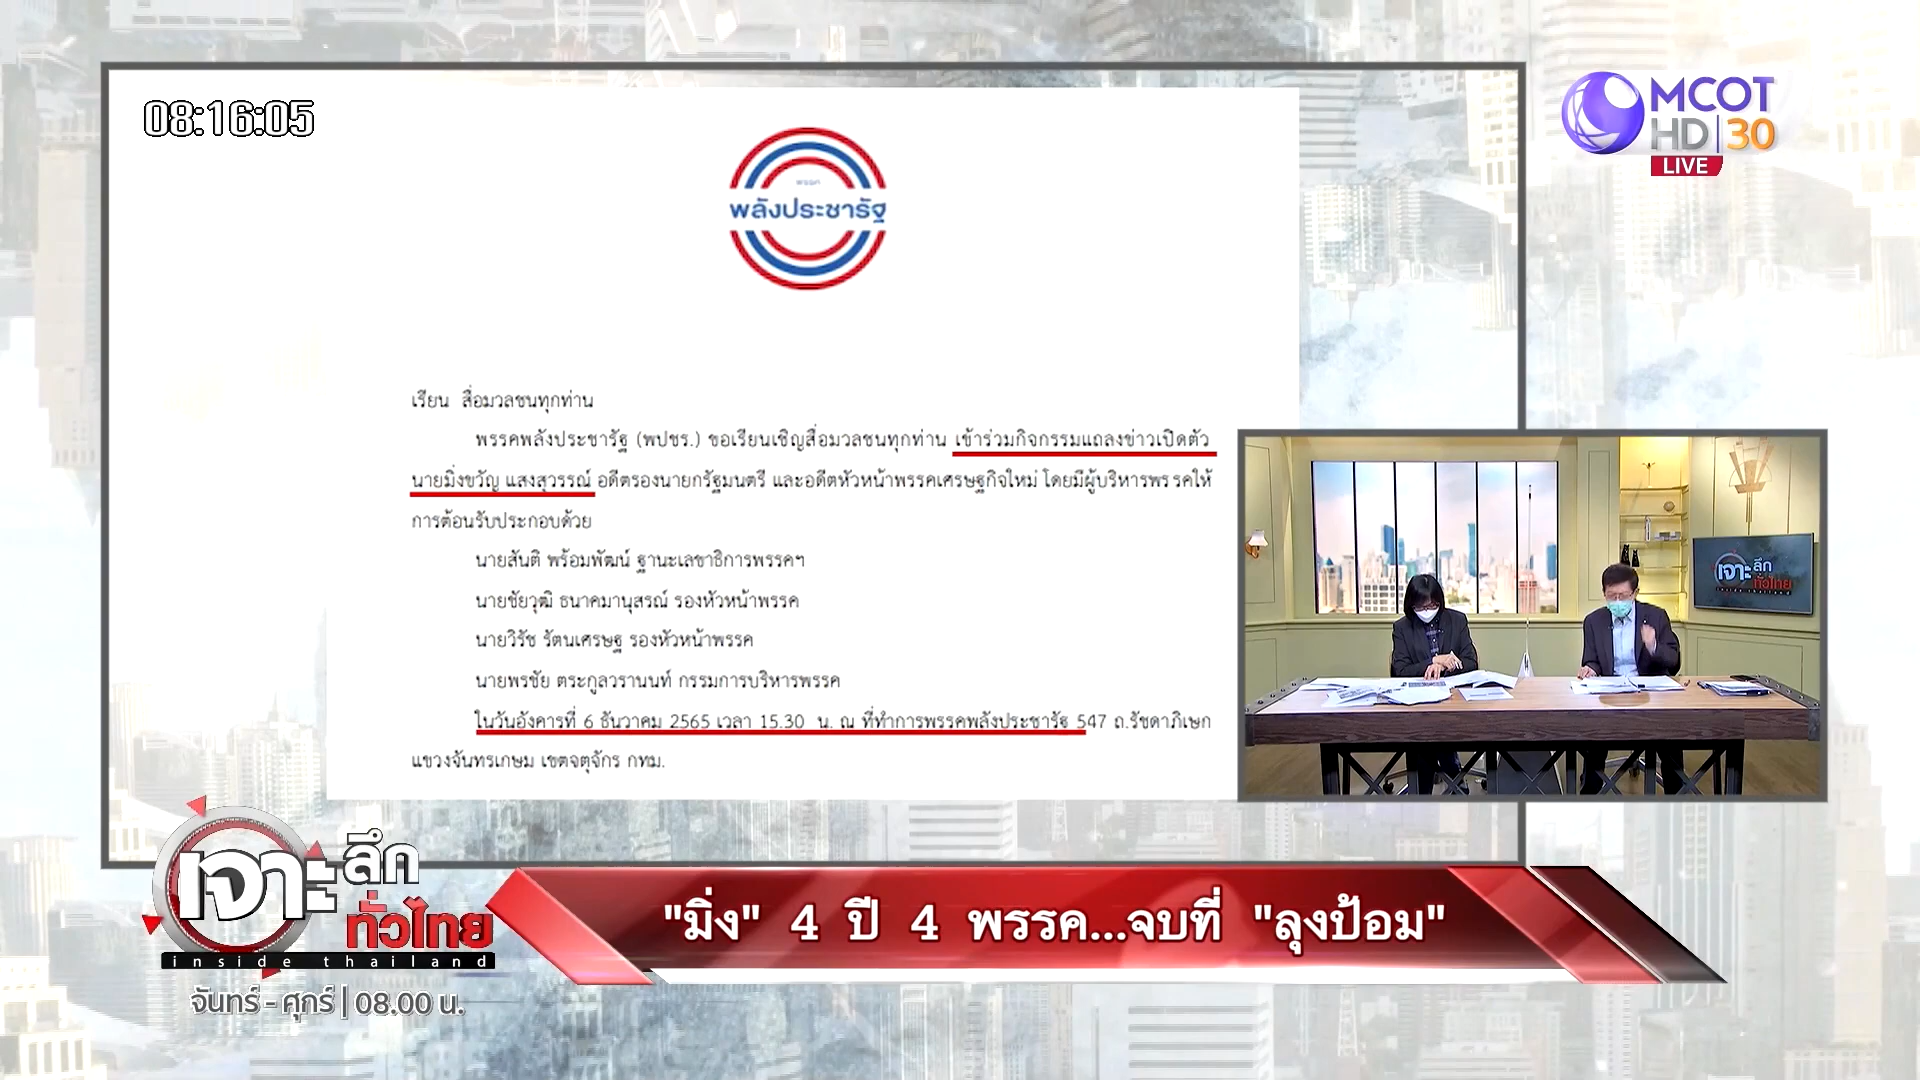 08:16:05
MCOT
HD|30
LIVE
พรรค
พลังประชารัฐ
เรียน สื่อมวลชนทุกท่าน
พรรคพลังประชารัฐ (พปชร.) ขอเรียนเชิญสื่อมวลชนทุกท่าน เข้าร่วมกิจกรรมแถลงข่าวเปิดตัว
นายมิ่งขวัญ แสงสุวรรณ์ อดีตรองนายกรัฐมนตรี และอดีตหัวหน้าพรรคเศรษฐกิจใหม่ โดยมีผู้บริหารพรรคให้
การต้อนรับประกอบด้วย
นายสันติ พร้อมพัฒน์ ฐานะเลขาธิการพรรคฯ
นายชัยวุฒิ ธนาคมานุสรณ์ รองหัวหน้าพรรค
นายวิรัช รัตนเศรษฐ รองหัวหน้าพรรค
นายพรชัย ตระกูลวรานนท์ กรรมการบริหารพรรค
ในวันอังคารที่ 6 ธันวาคม 2565 เวลา 15.30 น. ณ ที่ทำการพรรคพลังประชารัฐ 547 ถ.รัชดาภิเษก
แขวงจันทรเกษม เขตจตุจักร กทม.
เจาะลึก
ทั่วไทย
inside thailand
เจาะลึก
ทั่วไทย
inside thailand
จันทร์ - ศุกร์ | 08.00 น.
"มิ่ง" 4 ปี 4 พรรค...จบที่ "ลุงป้อม"